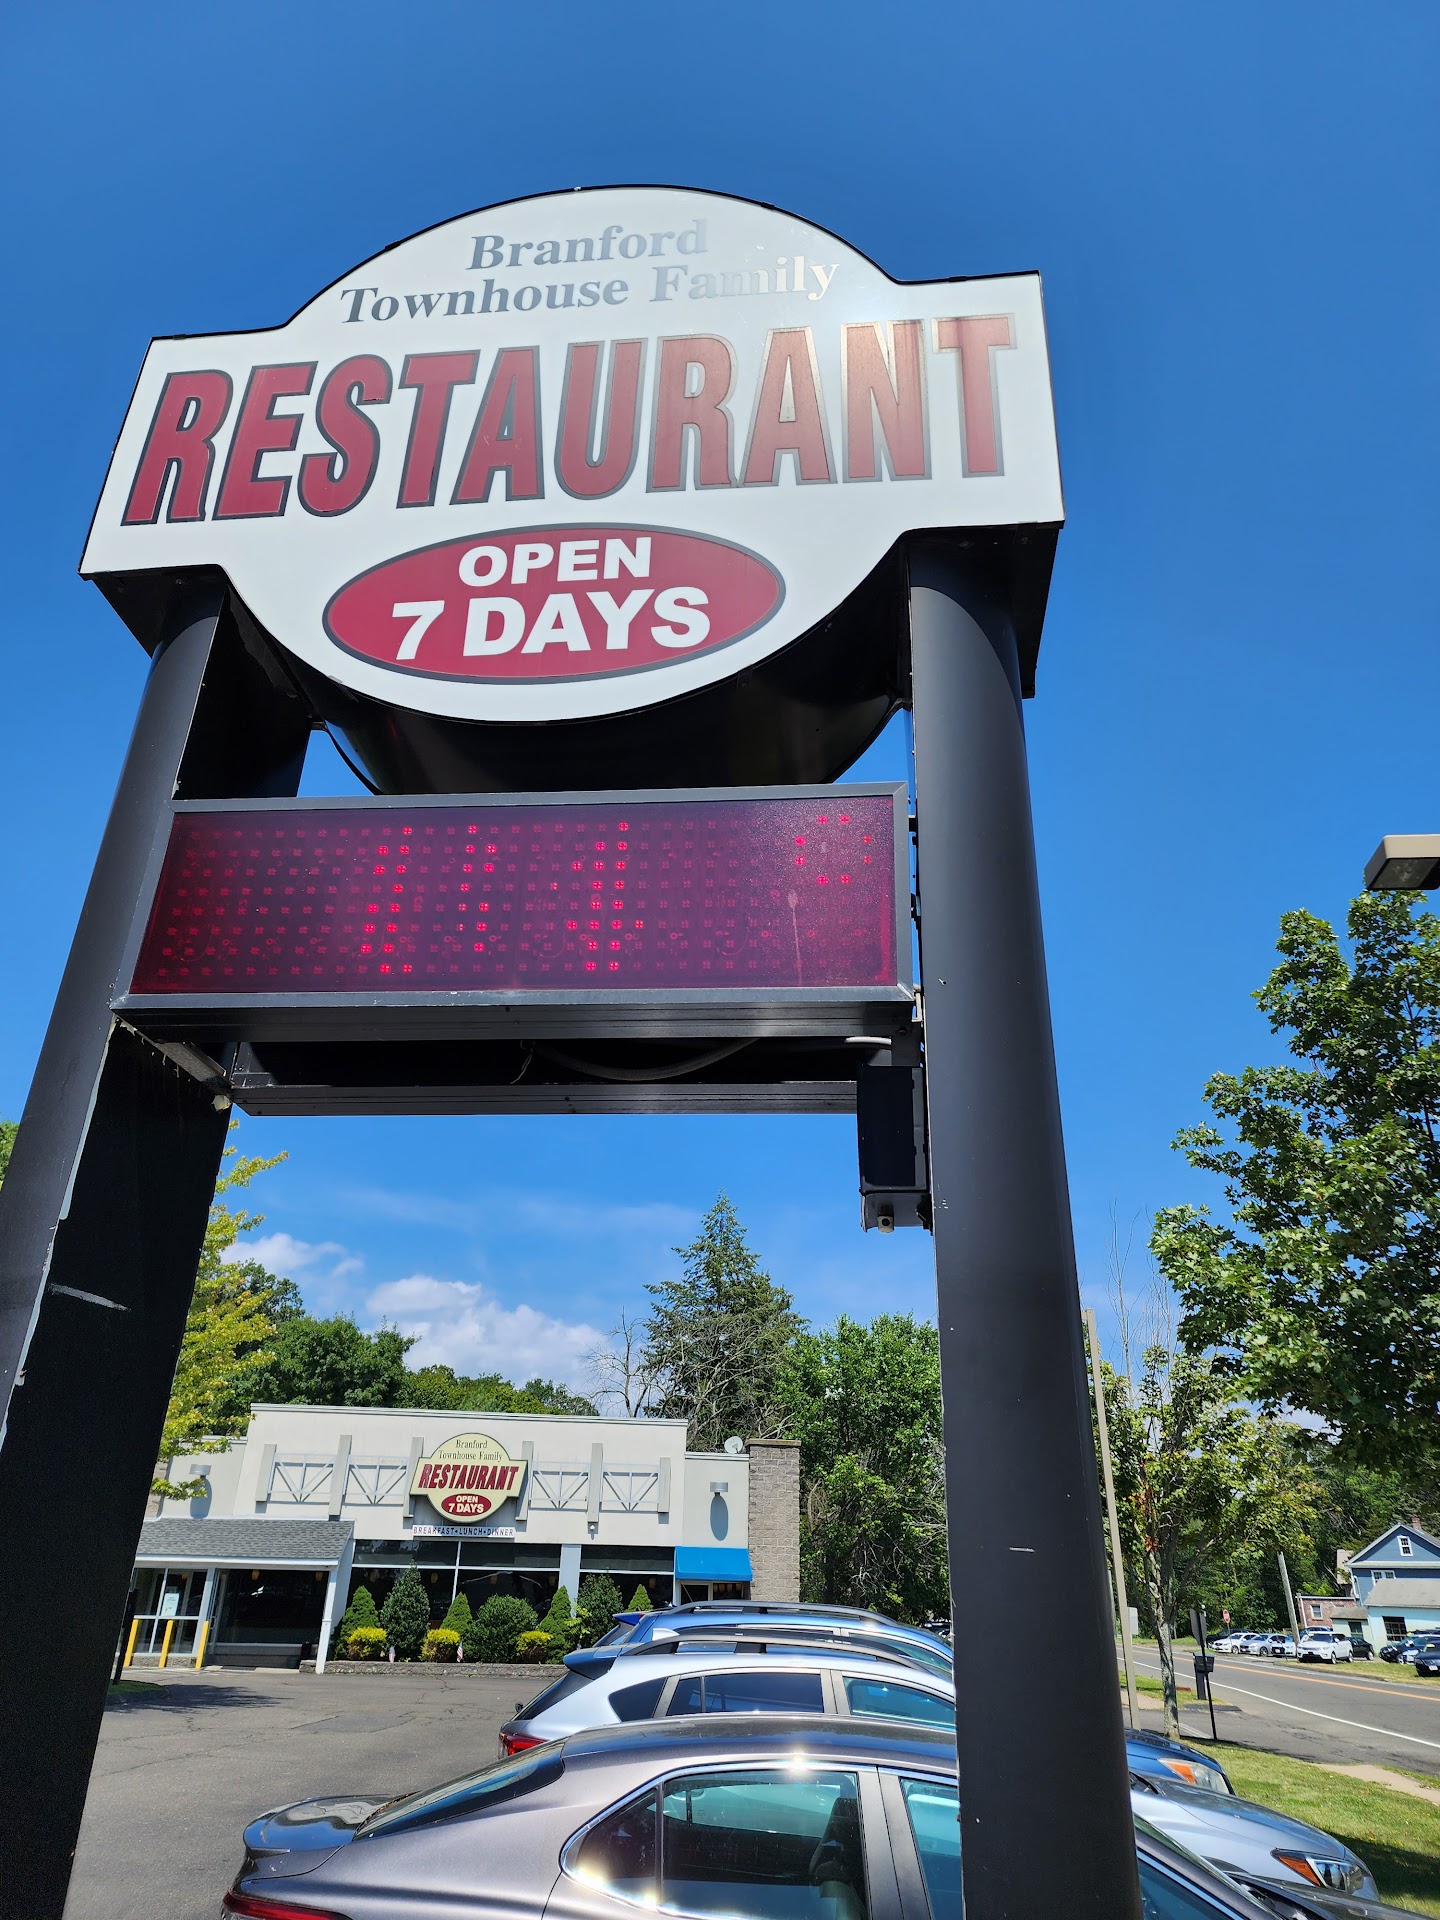 Branford
Townhouse Family
RESTAURANT
OPEN
7 DAYS
Branford
Townhouse Family
RESTAURANT
OPEN
7 DAYS
BREAKFAST•LUNCH•DINNER